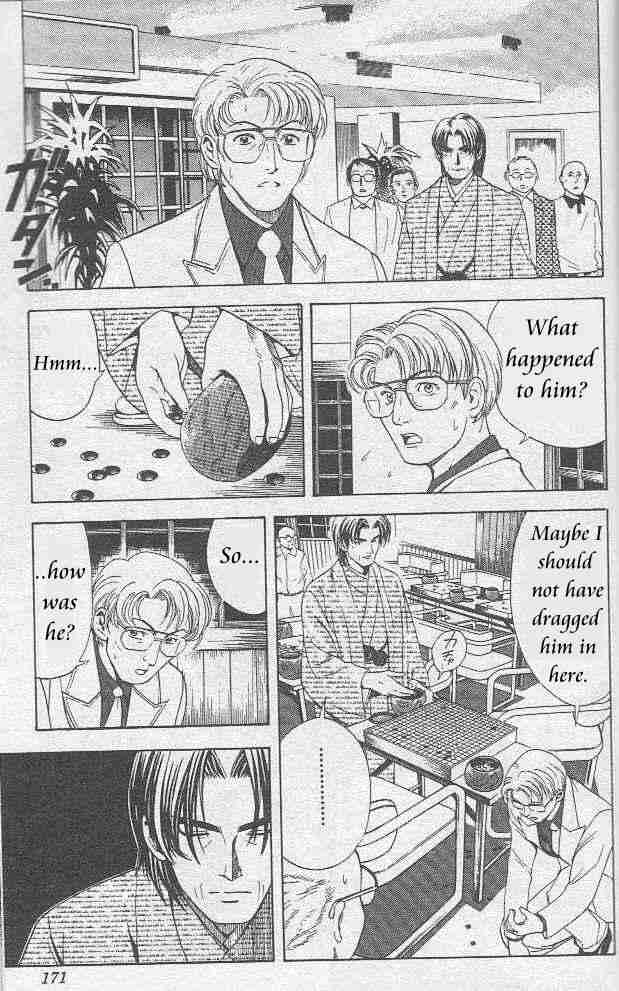 ガタン
What
happened
to him?
Hmm...
Maybe I
should
not have
dragged
him in
here.
..........
So...
..how
was
he?
171